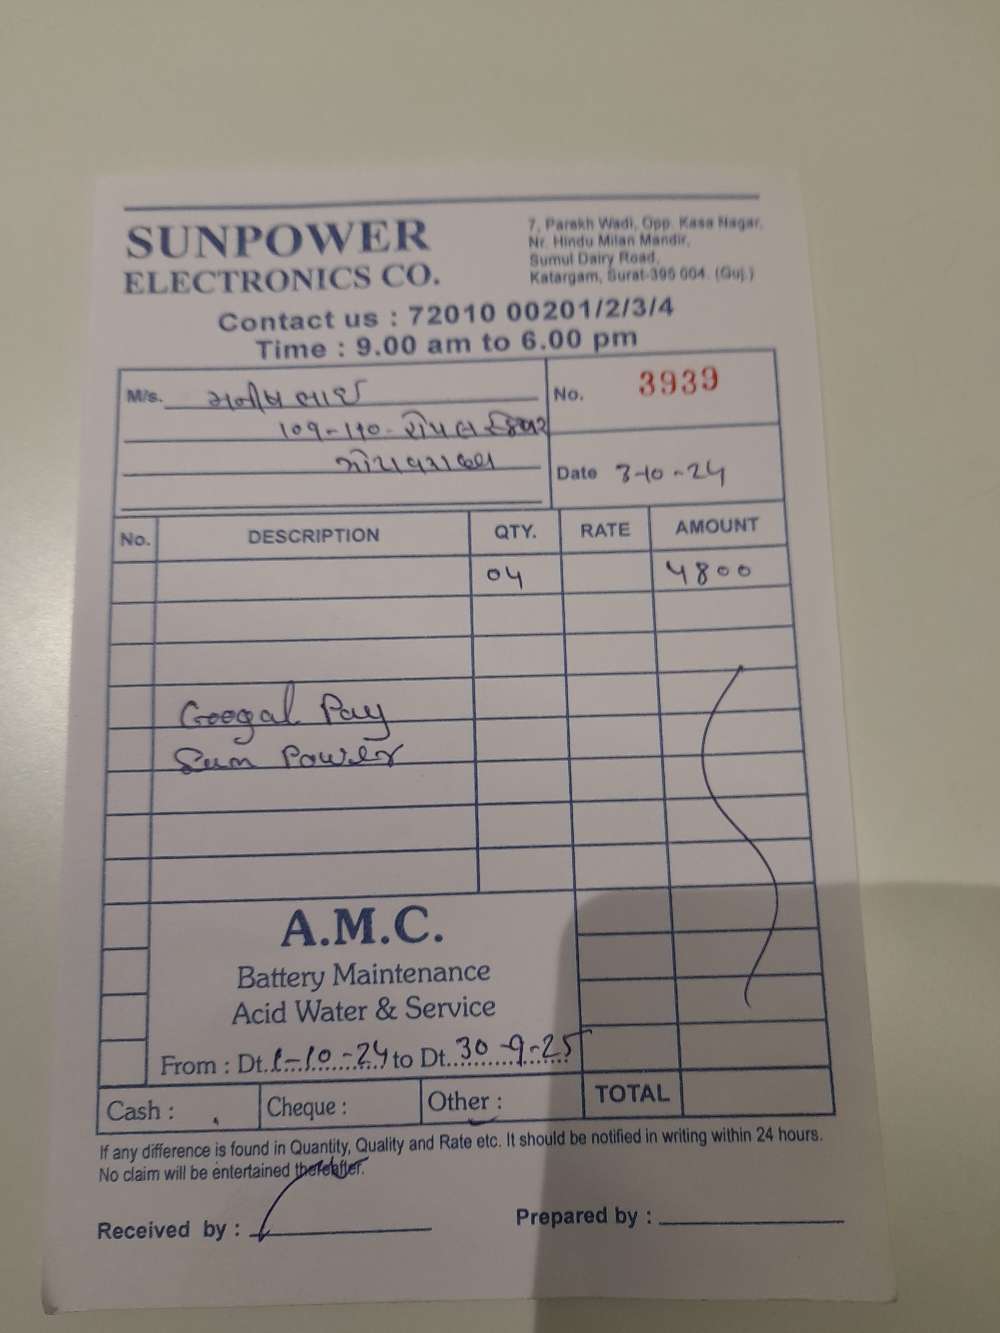 SUNPOWER
ELECTRONICS CO.
7, Parekh Wadi, Opp. Kasa Nagar,
Nr. Hindu Milan Mandir,
Sumul Dairy Road,
Katargam, Surat-395 004. (Guj.)
Contact us : 72010 00201/2/3/4
Time : 9.00 am to 6.00 pm
M/s. મનીષ ભાઈ
109-110-રોયલ સ્કવેર
No. 3939
Date 3-10-24
No. DESCRIPTION QTY. RATE AMOUNT
04 4800
Googal Pay
Sun Power
A.M.C.
Battery Maintenance
Acid Water & Service
From : Dt. 1-10-24 to Dt. 30-9-25
Cash : Cheque : Other : TOTAL
If any difference is found in Quantity, Quality and Rate etc. It should be notified in writing within 24 hours.
No claim will be entertained thereafter.
Received by :
Prepared by :